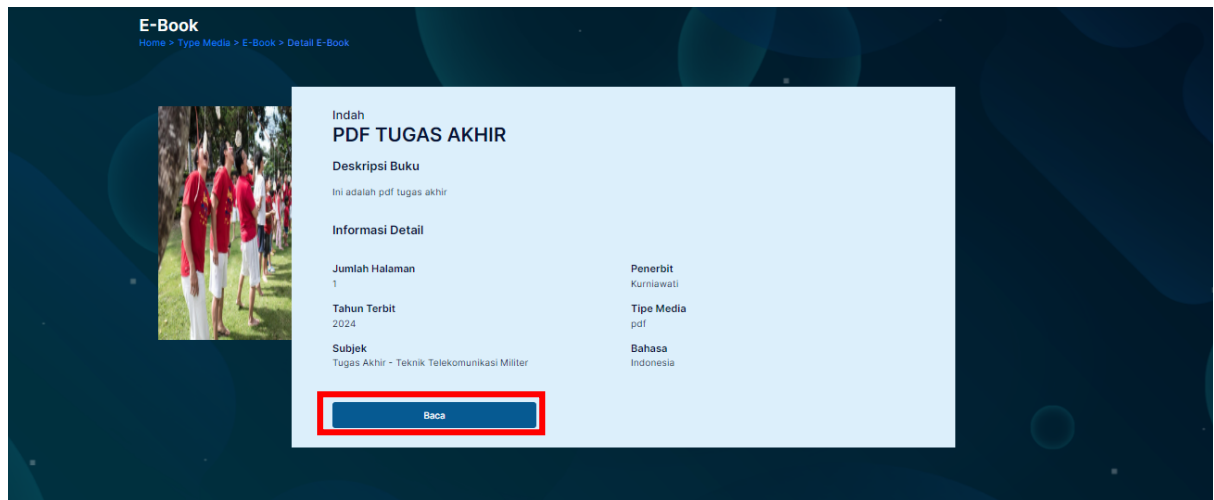 E-Book
Home > Type Media > E-Book > Detail E-Book
Indah
PDF TUGAS AKHIR
Deskripsi Buku
Ini adalah pdf tugas akhir
Informasi Detail
Jumlah Halaman
1
Penerbit
Kurniawati
Tahun Terbit
2024
Tipe Media
pdf
Subjek
Tugas Akhir - Teknik Telekomunikasi Militer
Bahasa
Indonesia
Baca